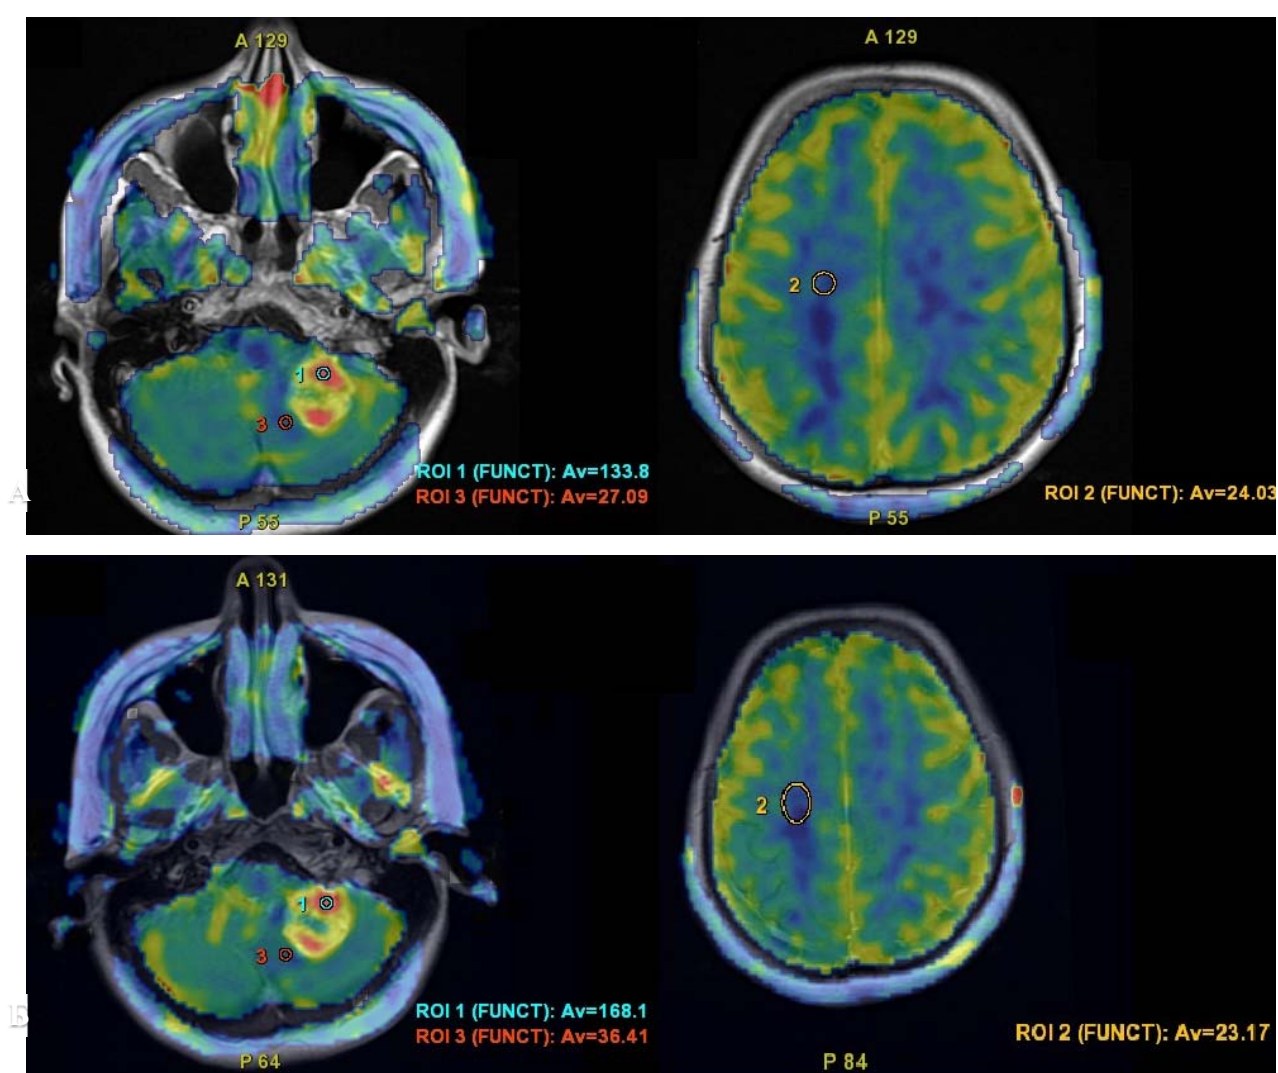 A 129
A 129
2
1
3
ROI 1 (FUNCT): Av=133.8
ROI 3 (FUNCT): Av=27.09
ROI 2 (FUNCT): Av=24.03
А
P 55
P 55
A 131
2
1
3
ROI 1 (FUNCT): Av=168.1
ROI 3 (FUNCT): Av=36.41
ROI 2 (FUNCT): Av=23.17
Б
P 64
P 84